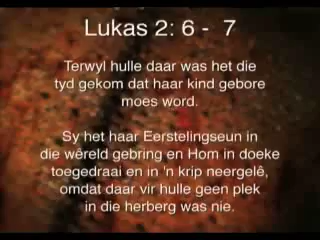 Lukas 2: 6 - 7
Terwyl hulle daar was het die
tyd gekom dat haar kind gebore
moes word.
Sy het haar Eerstelingseun in
die wêreld gebring en Hom in doeke
toegedraai en in 'n krip neergelê,
omdat daar vir hulle geen plek
in die herberg was nie.